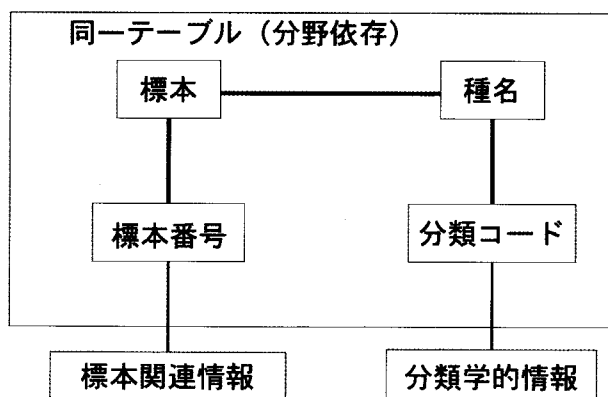 同一テーブル（分野依存）
標本
種名
標本番号
分類コード
標本関連情報
分類学的情報